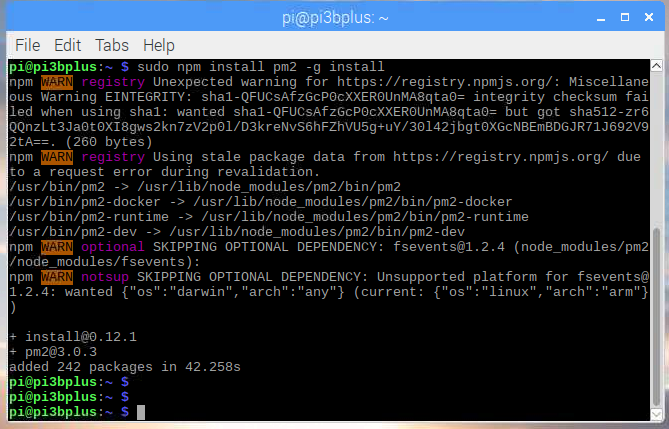 pi@pi3bplus: ~
File Edit Tabs Help
pi@pi3bplus:~ $ sudo npm install pm2 -g install
npm WARN registry Unexpected warning for https://registry.npmjs.org/: Miscellane
ous Warning EINTEGRITY: sha1-QFUCsAfzGcP0cXXER0UnMA8qta0= integrity checksum fai
led when using sha1: wanted sha1-QFUCsAfzGcP0cXXER0UnMA8qta0= but got sha512-zr6
QQnzLt3Ja0t0XI8gws2kn7zV2p0l/D3kreNvS6hFZhVU5g+uY/30l42jbgt0XGcNBEmBDGJR71J692V9
2tA==. (260 bytes)
npm WARN registry Using stale package data from https://registry.npmjs.org/ due
to a request error during revalidation.
/usr/bin/pm2 -> /usr/lib/node_modules/pm2/bin/pm2
/usr/bin/pm2-docker -> /usr/lib/node_modules/pm2/bin/pm2-docker
/usr/bin/pm2-runtime -> /usr/lib/node_modules/pm2/bin/pm2-runtime
/usr/bin/pm2-dev -> /usr/lib/node_modules/pm2/bin/pm2-dev
npm WARN optional SKIPPING OPTIONAL DEPENDENCY: fsevents@1.2.4 (node_modules/pm2
/node_modules/fsevents):
npm WARN notsup SKIPPING OPTIONAL DEPENDENCY: Unsupported platform for fsevents@
1.2.4: wanted {"os":"darwin","arch":"any"} (current: {"os":"linux","arch":"arm"}
)
+ install@0.12.1
+ pm2@3.0.3
added 242 packages in 42.258s
pi@pi3bplus:~ $
pi@pi3bplus:~ $
pi@pi3bplus:~ $